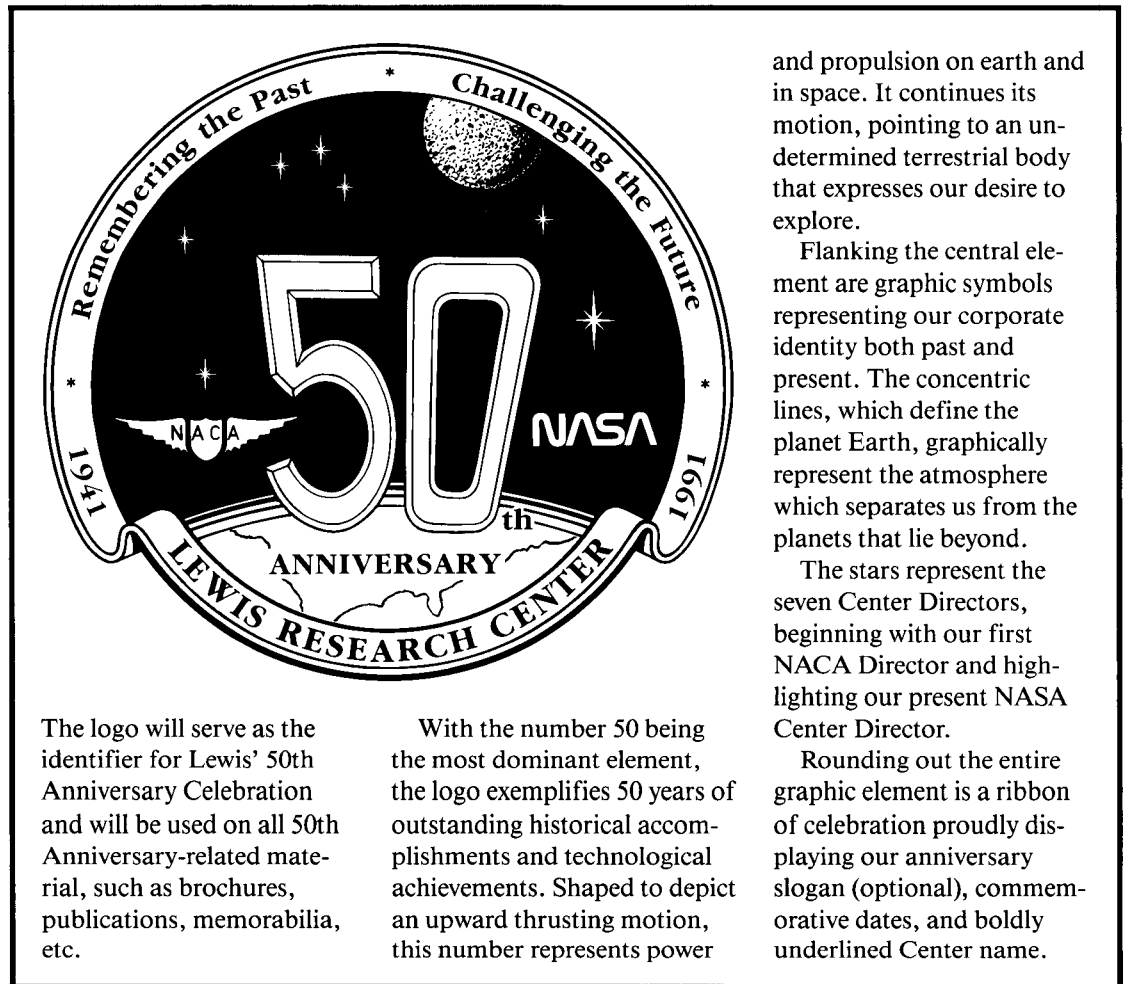 Remembering the Past * Challenging the Future
* *
50
NACA
NASA
1941
1991
th
ANNIVERSARY
LEWIS RESEARCH CENTER
The logo will serve as the
identifier for Lewis' 50th
Anniversary Celebration
and will be used on all 50th
Anniversary-related mate-
rial, such as brochures,
publications, memorabilia,
etc.
With the number 50 being
the most dominant element,
the logo exemplifies 50 years of
outstanding historical accom-
plishments and technological
achievements. Shaped to depict
an upward thrusting motion,
this number represents power
and propulsion on earth and
in space. It continues its
motion, pointing to an un-
determined terrestrial body
that expresses our desire to
explore.
Flanking the central ele-
ment are graphic symbols
representing our corporate
identity both past and
present. The concentric
lines, which define the
planet Earth, graphically
represent the atmosphere
which separates us from the
planets that lie beyond.
The stars represent the
seven Center Directors,
beginning with our first
NACA Director and high-
lighting our present NASA
Center Director.
Rounding out the entire
graphic element is a ribbon
of celebration proudly dis-
playing our anniversary
slogan (optional), commem-
orative dates, and boldly
underlined Center name.